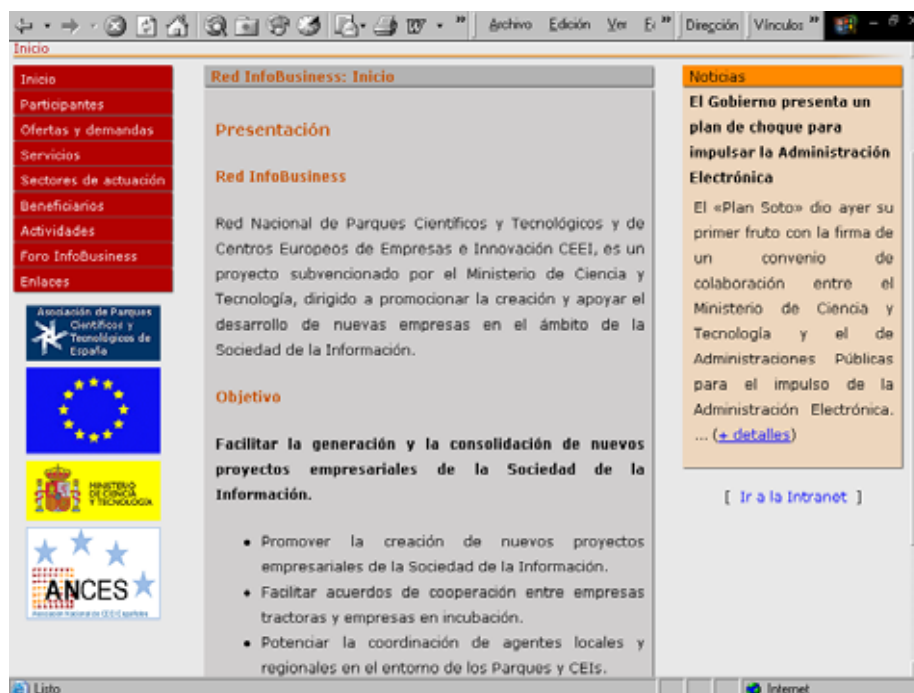 Archivo Edición Ver Dirección Vínculos
Inicio
Inicio
Participantes
Ofertas y demandas
Servicios
Sectores de actuación
Beneficiarios
Actividades
Foro InfoBusiness
Enlaces
Asociación de Parques
Científicos y
Tecnológicos de
España
MINISTERIO
DE CIENCIA
Y TECNOLOGÍA
ANCES
Red InfoBusiness: Inicio
Presentación
Red InfoBusiness
Red Nacional de Parques Científicos y Tecnológicos y de
Centros Europeos de Empresas e Innovación CEEI, es un
proyecto subvencionado por el Ministerio de Ciencia y
Tecnología, dirigido a promocionar la creación y apoyar el
desarrollo de nuevas empresas en el ámbito de la
Sociedad de la Información.
Objetivo
Facilitar la generación y la consolidación de nuevos
proyectos empresariales de la Sociedad de la
Información.
• Promover la creación de nuevos proyectos
empresariales de la Sociedad de la Información.
• Facilitar acuerdos de cooperación entre empresas
tractoras y empresas en incubación.
• Potenciar la coordinación de agentes locales y
regionales en el entorno de los Parques y CEIs.
Noticias
El Gobierno presenta un
plan de choque para
impulsar la Administración
Electrónica
El «Plan Soto» dio ayer su
primer fruto con la firma de
un convenio de
colaboración entre el
Ministerio de Ciencia y
Tecnología y el de
Administraciones Públicas
para el impulso de la
Administración Electrónica.
... (+ detalles)
[ Ir a la Intranet ]
Listo
Internet